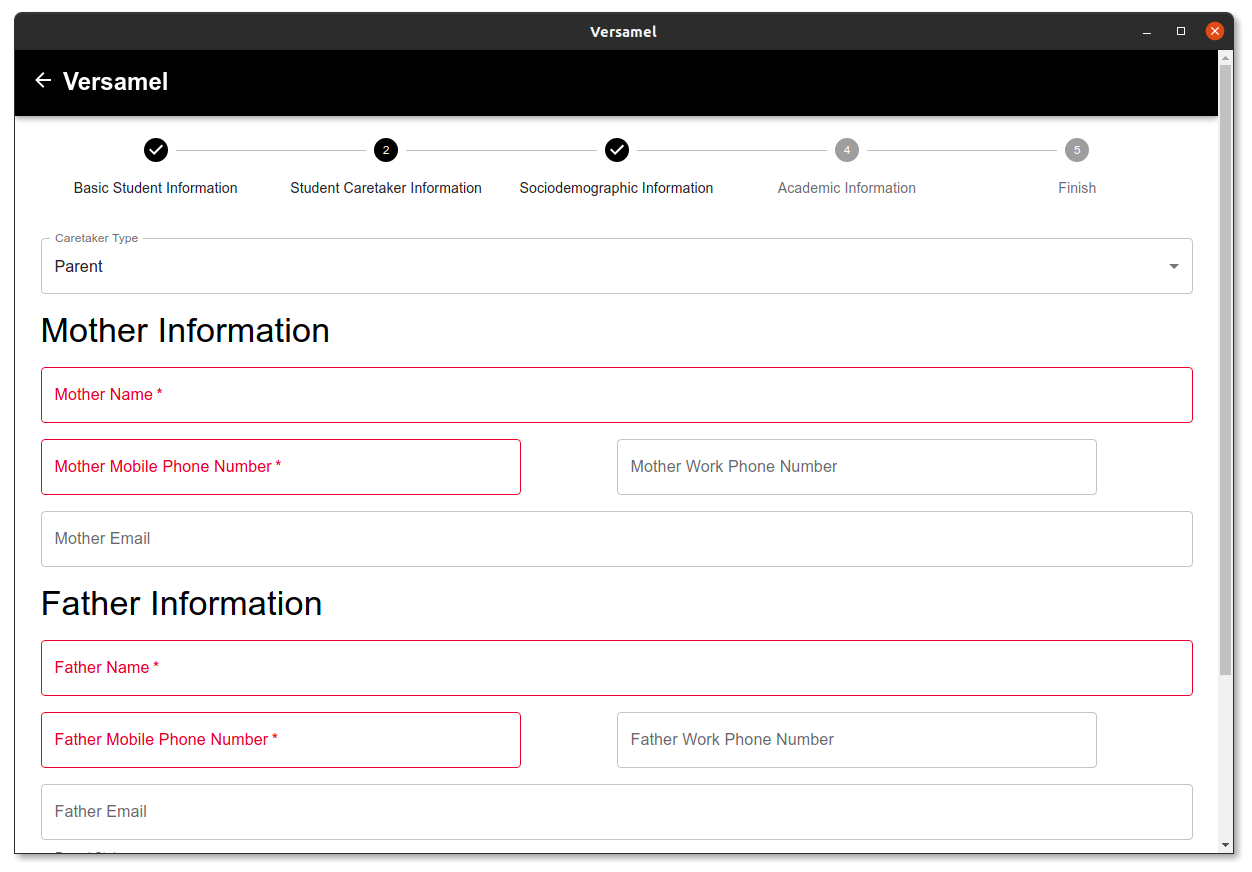 Versamel
Versamel
2
4
5
Basic Student Information
Student Caretaker Information
Sociodemographic Information
Academic Information
Finish
Caretaker Type
Parent
Mother Information
Mother Name *
Mother Mobile Phone Number *
Mother Work Phone Number
Mother Email
Father Information
Father Name *
Father Mobile Phone Number *
Father Work Phone Number
Father Email